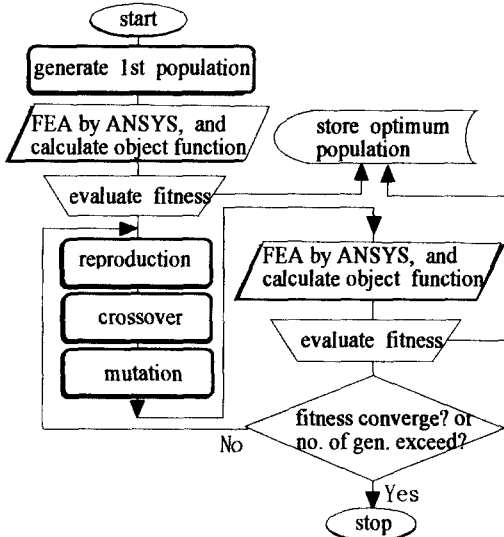 start
generate 1st population
FEA by ANSYS, and
calculate object function
evaluate fitness
reproduction
crossover
mutation
store optimum
population
FEA by ANSYS, and
calculate object function
evaluate fitness
fitness converge? or
no. of gen. exceed?
No
Yes
stop